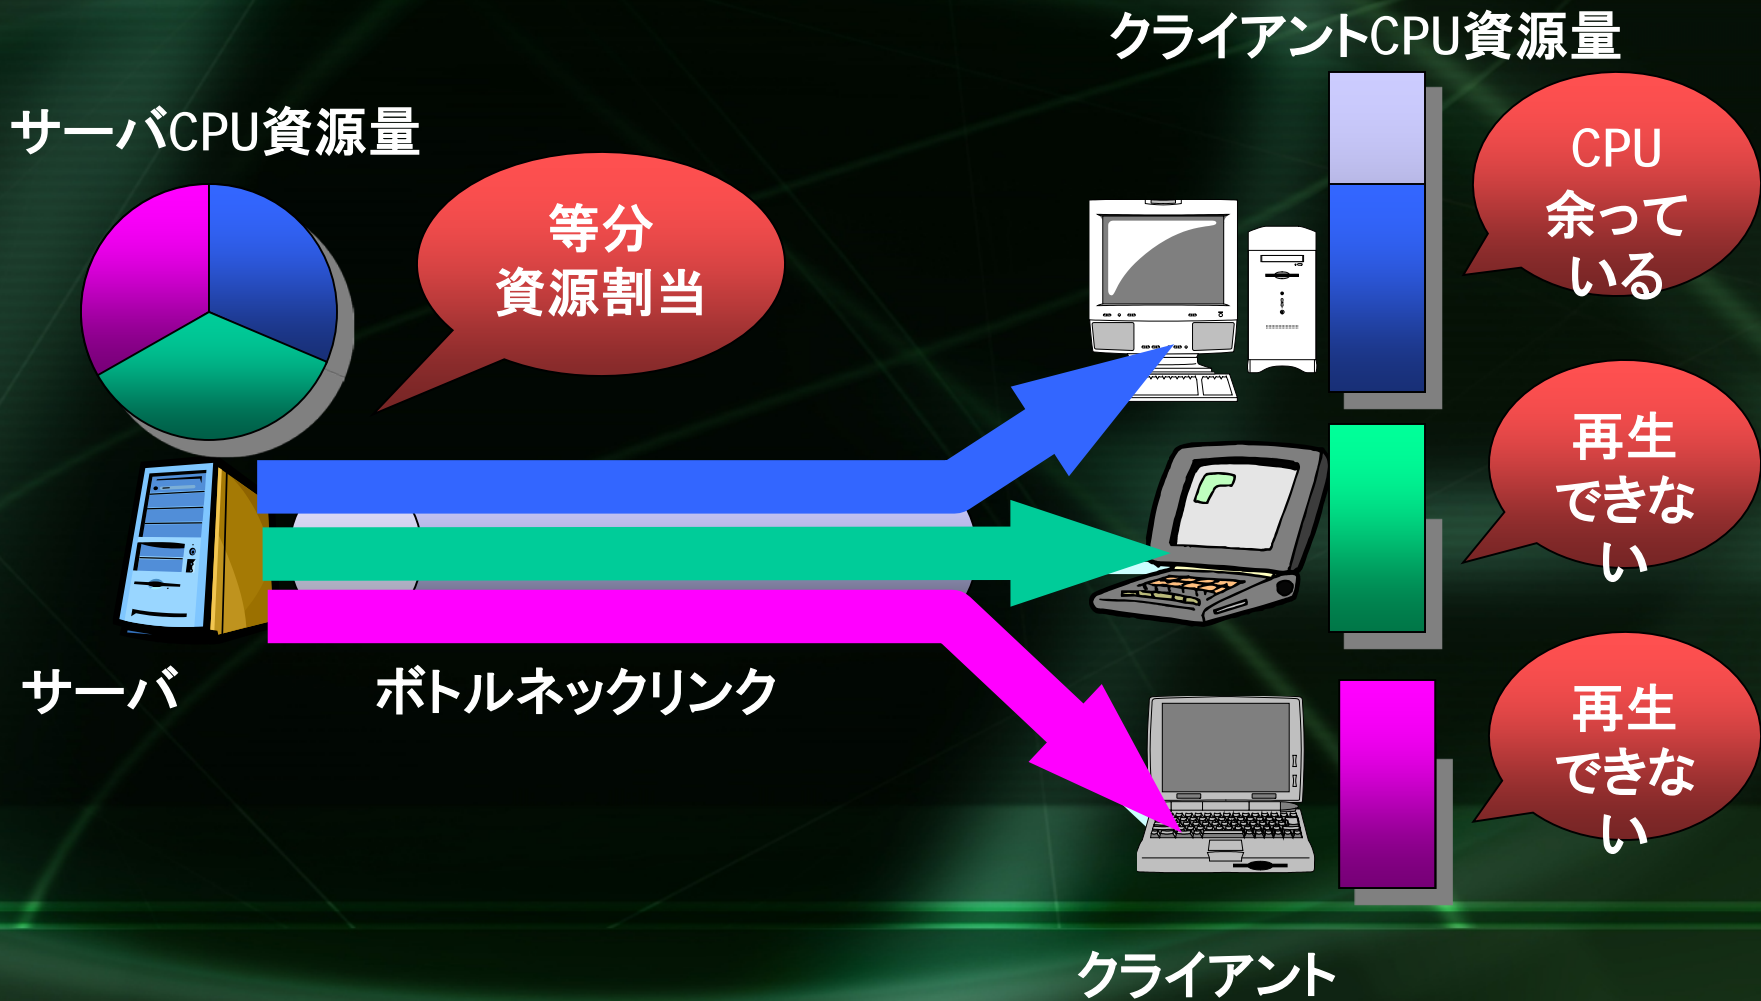 クライアントCPU資源量
サーバCPU資源量
等分
資源割当
CPU
余って
いる
再生
できな
い
サーバ
ボトルネックリンク
再生
できな
い
クライアント